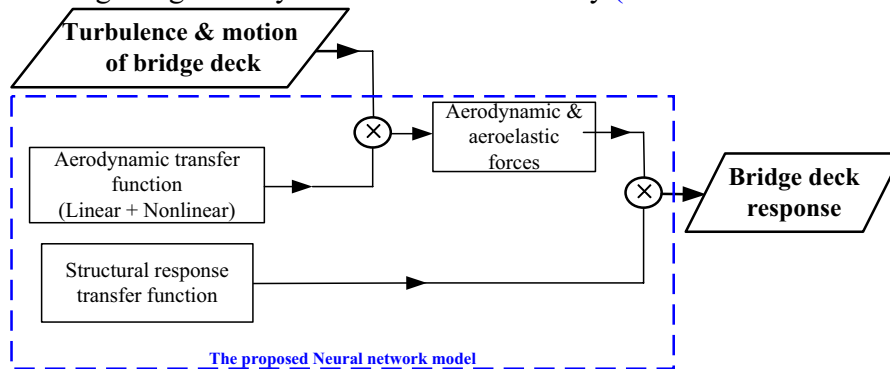 Turbulence & motion
of bridge deck
Aerodynamic &
aeroelastic
forces
Aerodynamic transfer
function
(Linear + Nonlinear)
Bridge deck
response
Structural response
transfer function
The proposed Neural network model